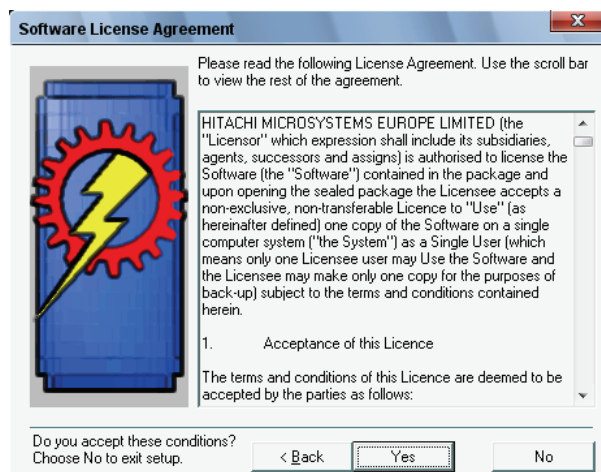 Software License Agreement
Please read the following License Agreement. Use the scroll bar
to view the rest of the agreement.
HITACHI MICROSYSTEMS EUROPE LIMITED (the
"Licensor" which expression shall include its subsidiaries,
agents, successors and assigns) is authorised to license the
Software (the "Software") contained in the package and
upon opening the sealed package the Licensee accepts a
non-exclusive, non-transferable Licence to "Use" (as
hereinafter defined) one copy of the Software on a single
computer system ("the System") as a Single User (which
means only one Licensee user may Use the Software and
the Licensee may make only one copy for the purposes of
back-up) subject to the terms and conditions contained
herein.
1. Acceptance of this Licence
The terms and conditions of this Licence are deemed to be
accepted by the parties as follows:
Do you accept these conditions?
Choose No to exit setup.
< Back Yes No